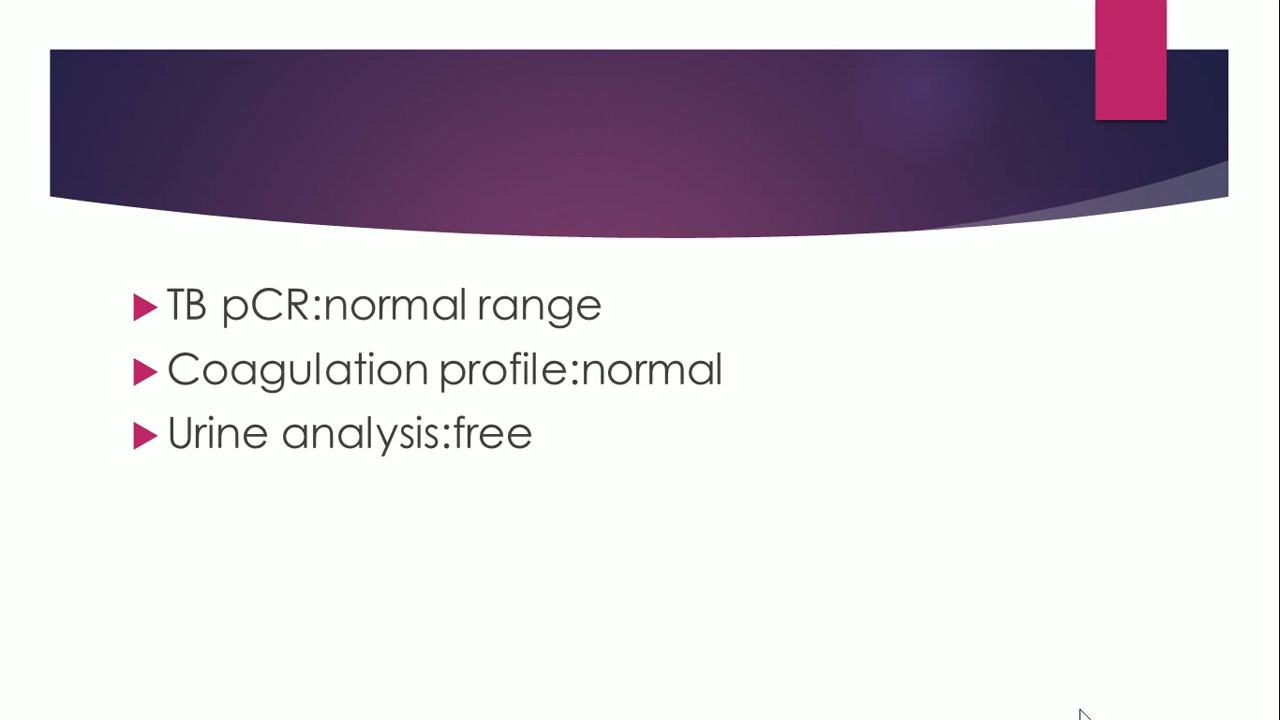 TB pCR:normal range
Coagulation profile:normal
Urine analysis:free